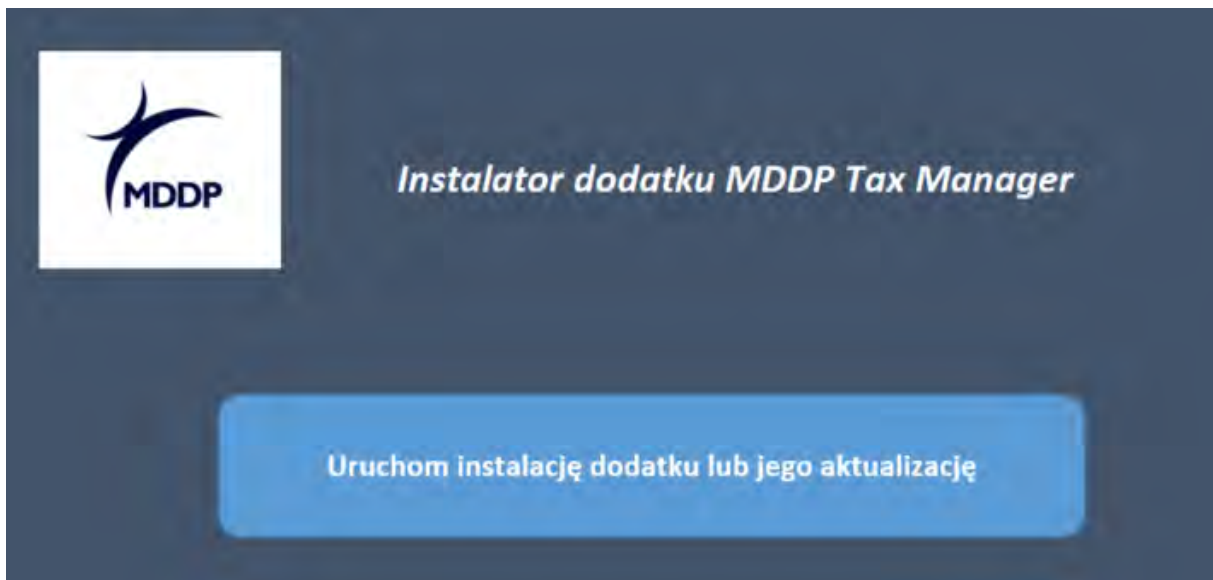 MDDP
Instalator dodatku MDDP Tax Manager
Uruchom instalację dodatku lub jego aktualizację